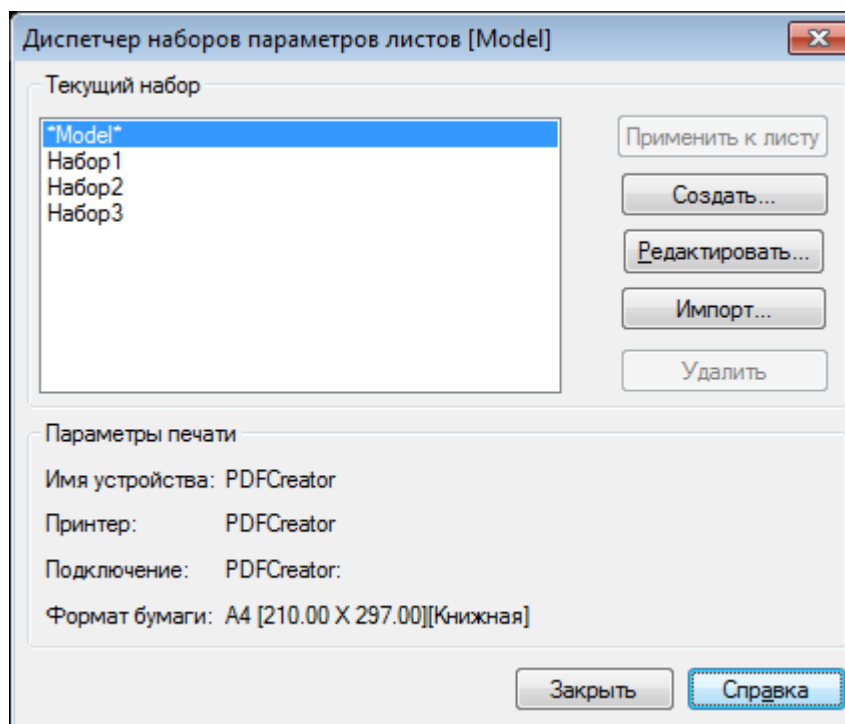 Диспетчер наборов параметров листов [Model]
Текущий набор
*Model*
Набор1
Набор2
Набор3
Применить к листу
Создать...
Редактировать...
Импорт...
Удалить
Параметры печати
Имя устройства: PDFCreator
Принтер: PDFCreator
Подключение: PDFCreator:
Формат бумаги: A4 [210.00 X 297.00][Книжная]
Закрыть Справка